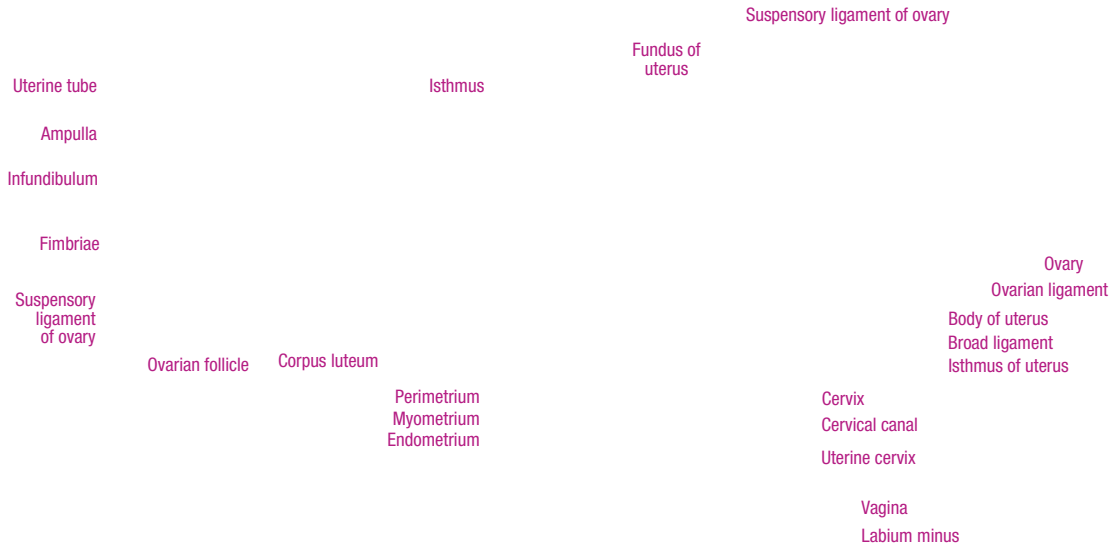 Suspensory ligament of ovary
Fundus of
uterus
Uterine tube
Isthmus
Ampulla
Infundibulum
Fimbriae
Ovary
Ovarian ligament
Suspensory
ligament
of ovary
Body of uterus
Broad ligament
Isthmus of uterus
Ovarian follicle
Corpus luteum
Perimetrium
Myometrium
Endometrium
Cervix
Cervical canal
Uterine cervix
Vagina
Labium minus